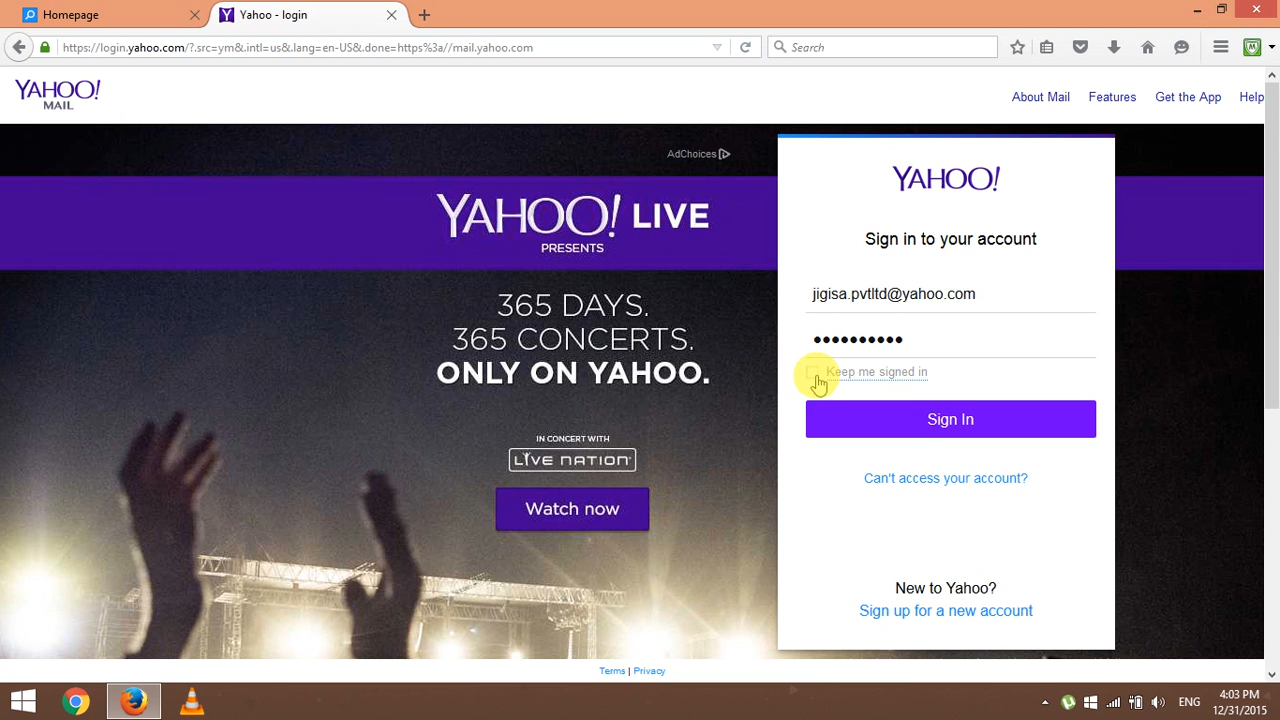 Homepage
Yahoo - login
https://login.yahoo.com/?.src=ym&.intl=us&.lang=en-US&.done=https%3a//mail.yahoo.com
Search
YAHOO!
MAIL
About Mail
Features
Get the App
Help
AdChoices
YAHOO! LIVE
PRESENTS
365 DAYS.
365 CONCERTS.
ONLY ON YAHOO.
IN CONCERT WITH
LIVE NATION
Watch now
YAHOO!
Sign in to your account
jigisa.pvtltd@yahoo.com
••••••••••
Keep me signed in
Sign In
Can't access your account?
New to Yahoo?
Sign up for a new account
Terms | Privacy
ENG
4:03 PM
12/31/2015